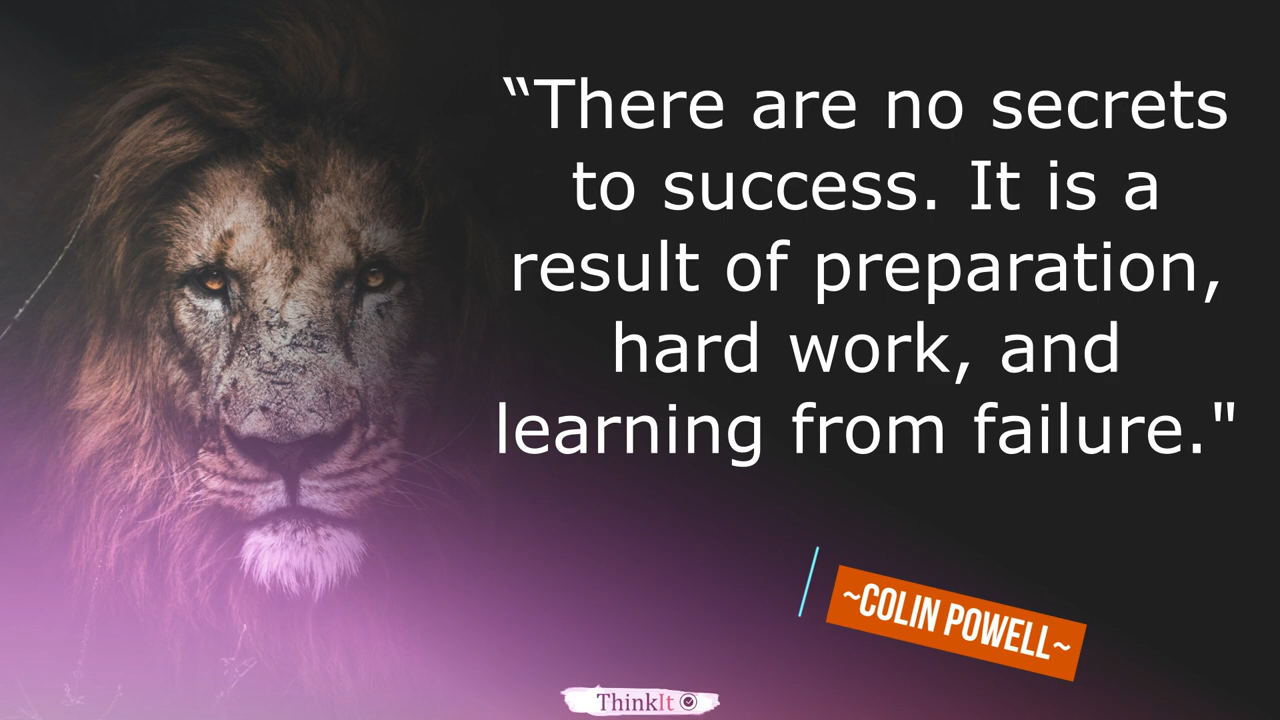 “There are no secrets
to success. It is a
result of preparation,
hard work, and
learning from failure."
~COLIN POWELL~
ThinkIt